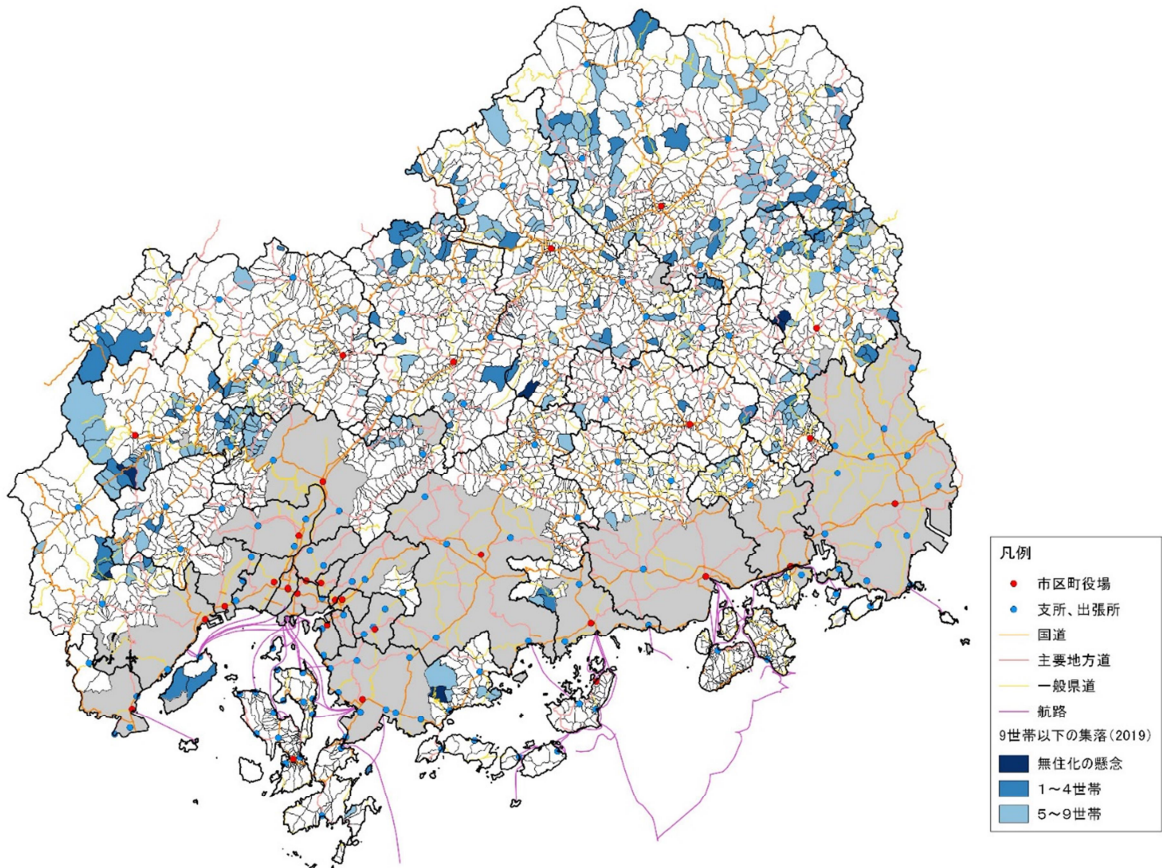 凡例
市区町役場
支所、出張所
国道
主要地方道
一般県道
航路
9世帯以下の集落(2019)
無住化の懸念
1～4世帯
5～9世帯